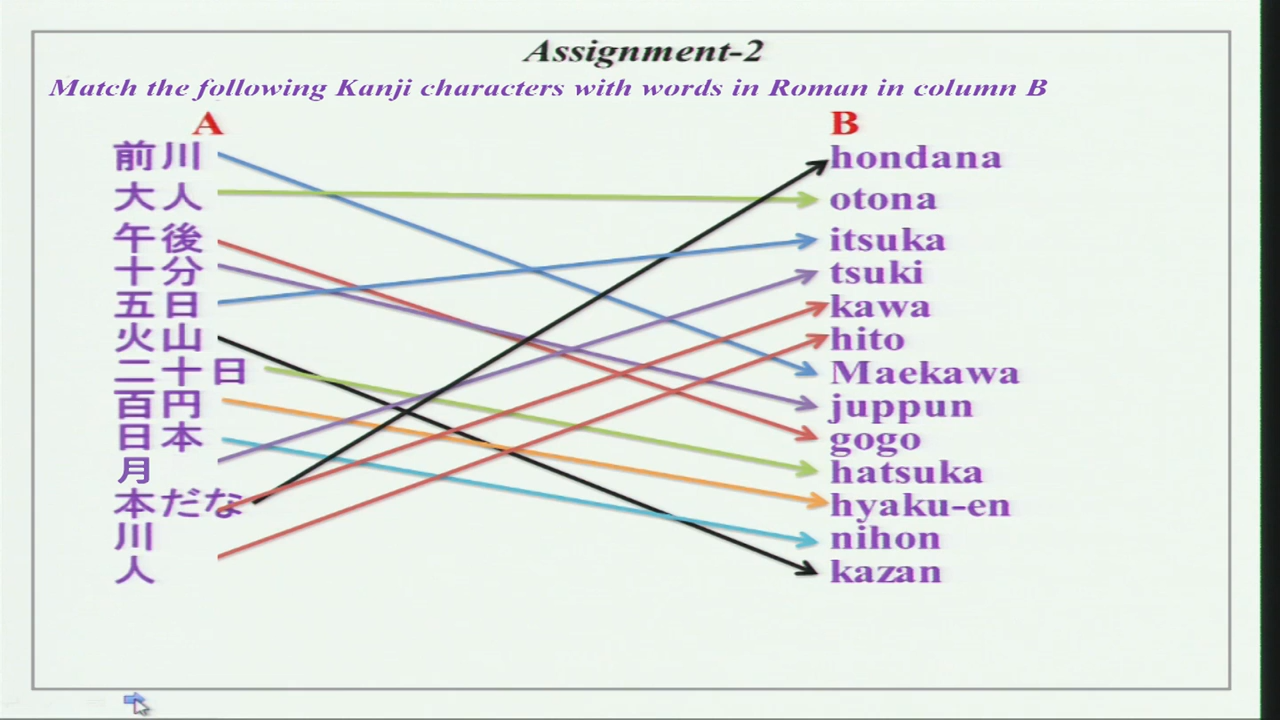 Assignment-2
Match the following Kanji characters with words in Roman in column B
A B
前川 hondana
大人 otona
午後 itsuka
十分 tsuki
五日 kawa
火山 hito
二十日 Maekawa
百円 juppun
日本 gogo
月 hatsuka
本だな hyaku-en
川 nihon
人 kazan